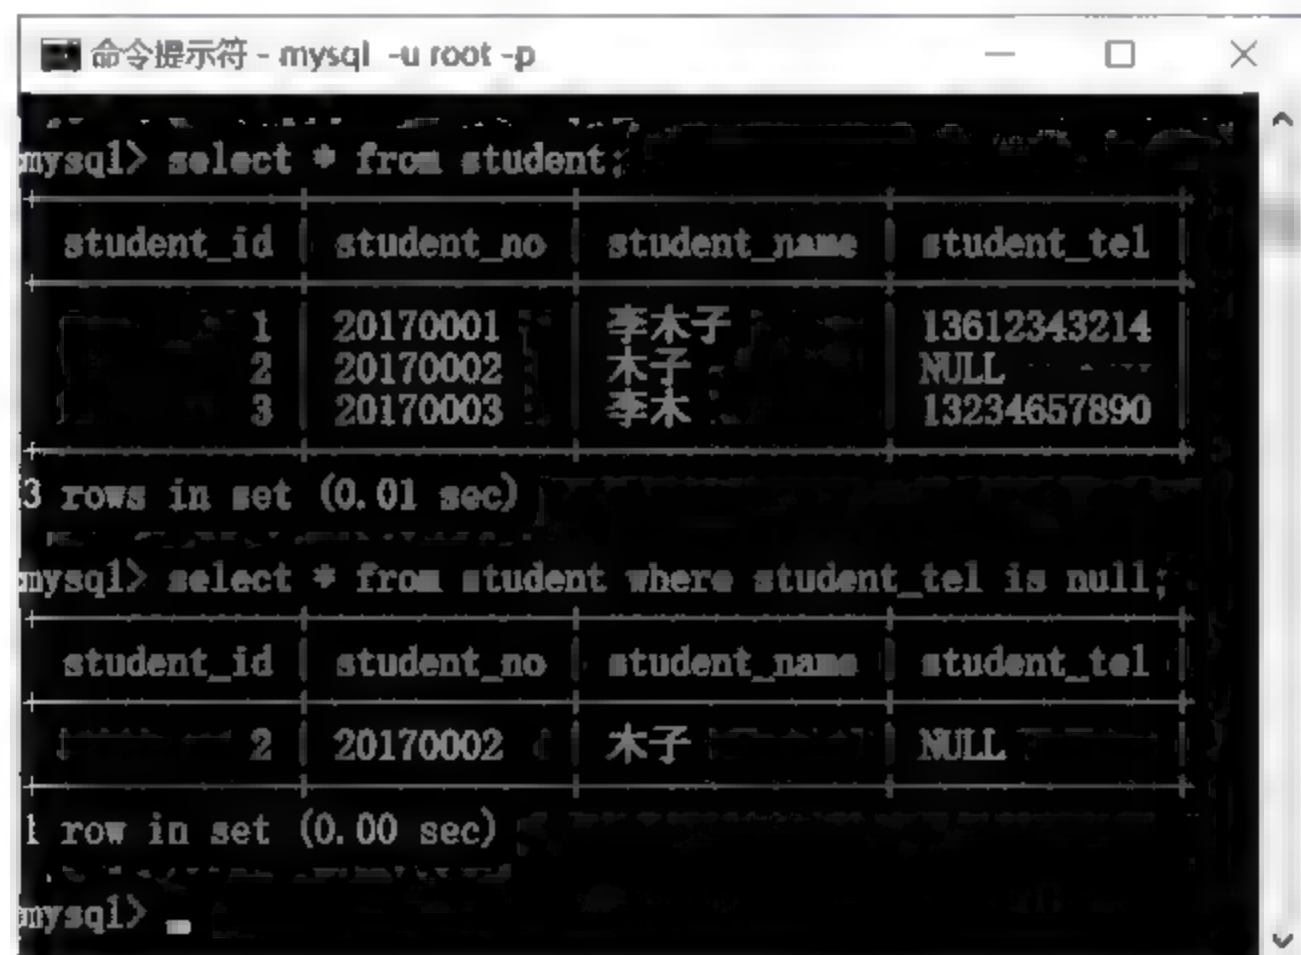 命令提示符 - mysql -u root -p
mysql> select * from student;
student_id | student_no | student_name | student_tel |
1 | 20170001 | 李木子 | 13612343214 |
2 | 20170002 | 木子 | NULL |
3 | 20170003 | 李木 | 13234657890 |
3 rows in set (0.01 sec)
mysql> select * from student where student_tel is null;
student_id | student_no | student_name | student_tel |
2 | 20170002 | 木子 | NULL |
1 row in set (0.00 sec)
mysql>